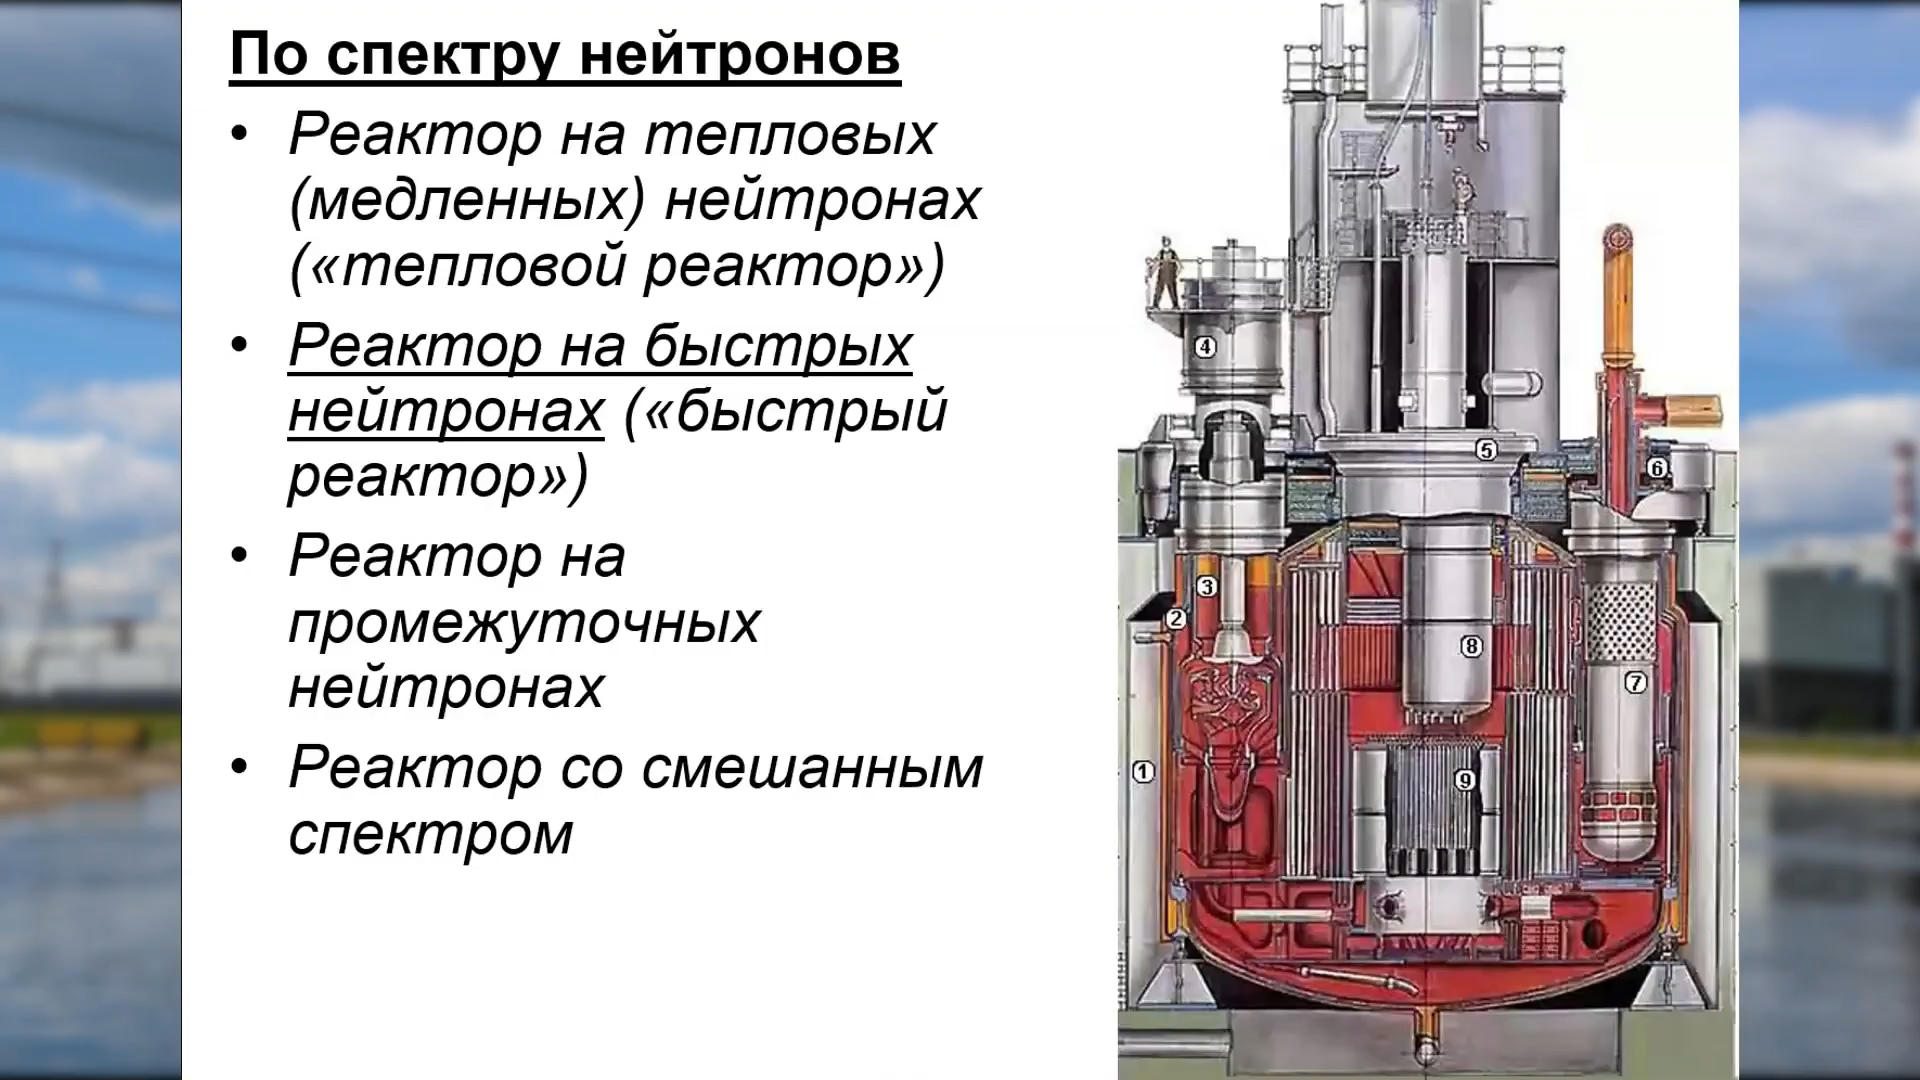 По спектру нейтронов
• Реактор на тепловых
(медленных) нейтронах
(«тепловой реактор»)
• Реактор на быстрых
нейтронах («быстрый
реактор»)
• Реактор на
промежуточных
нейтронах
• Реактор со смешанным
спектром
4
5
6
3
2
8
7
1
9